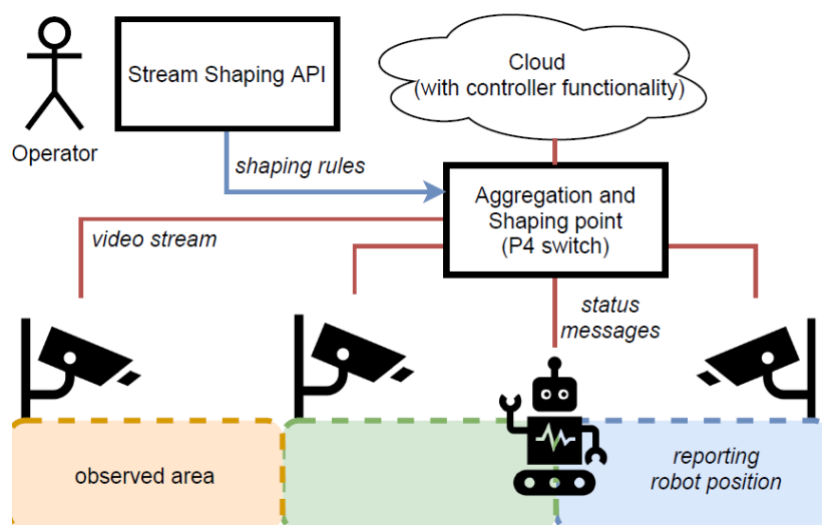 Stream Shaping API
Cloud
(with controller functionality)
Operator
shaping rules
Aggregation and
Shaping point
(P4 switch)
video stream
status
messages
observed area
reporting
robot position